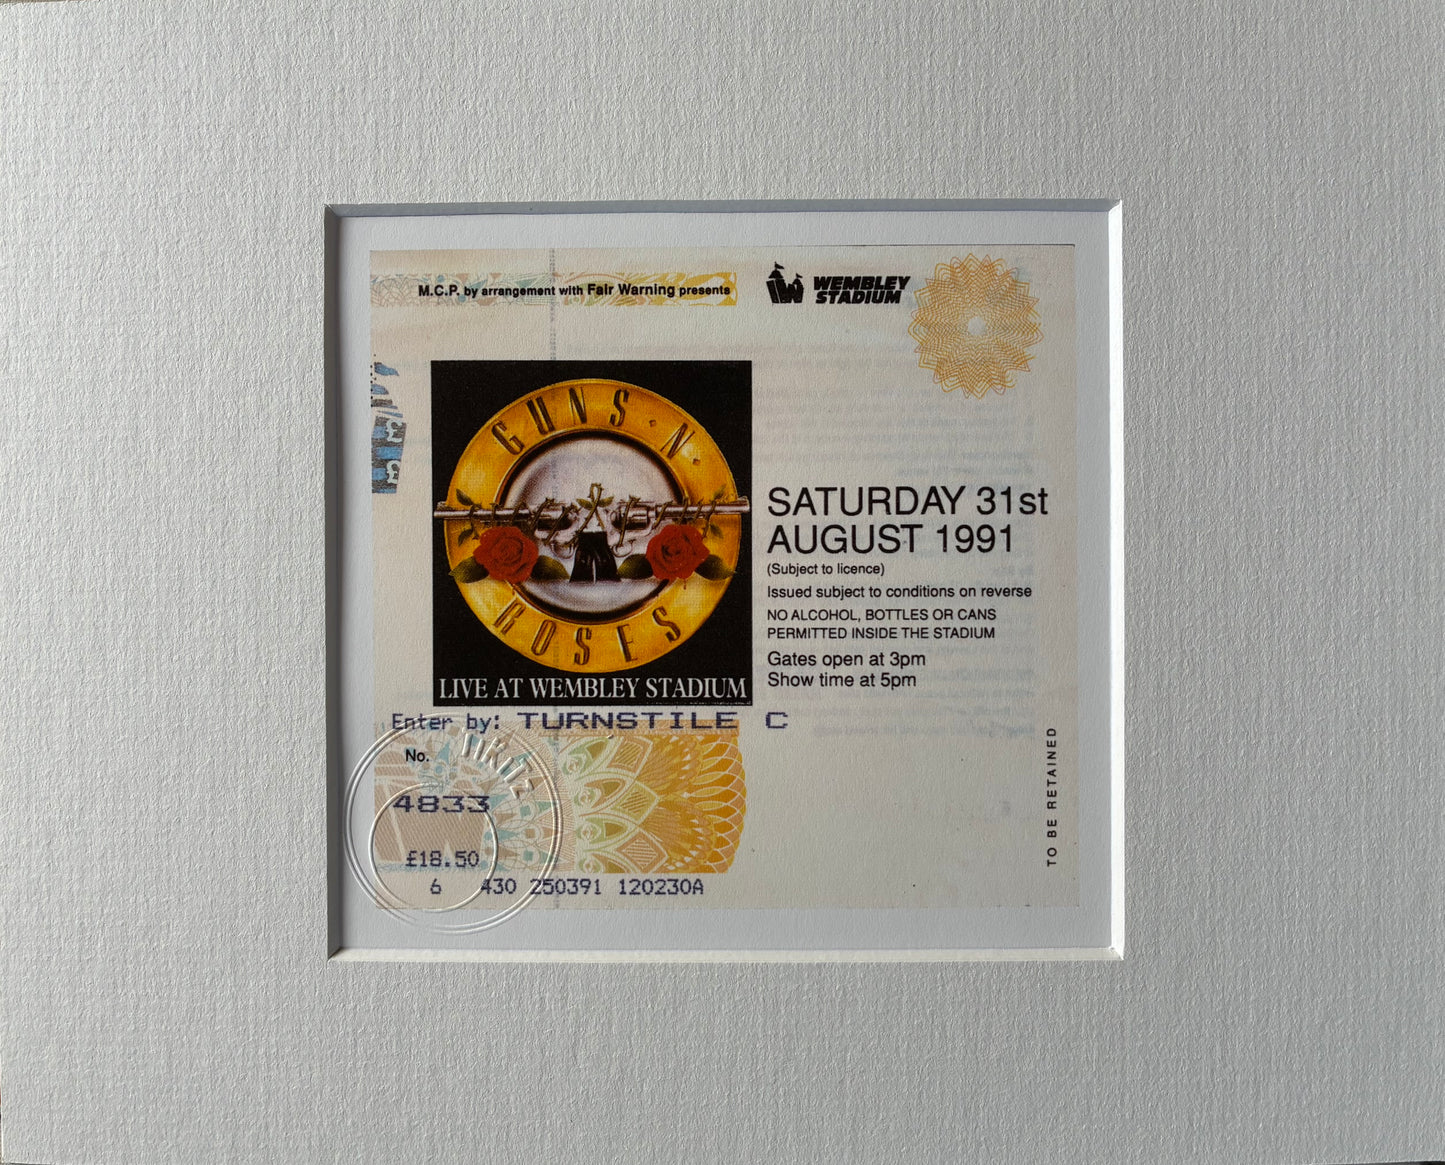 M.C.P. by arrangement with Fair Warning presents
WEMBLEY
STADIUM
GUNS · N ·
ROSES
LIVE AT WEMBLEY STADIUM
SATURDAY 31st
AUGUST 1991
(Subject to licence)
Issued subject to conditions on reverse
NO ALCOHOL, BOTTLES OR CANS
PERMITTED INSIDE THE STADIUM
Gates open at 3pm
Show time at 5pm
Enter by: TURNSTILE C
No.
4833
£18.50
6 430 250391 120230A
TO BE RETAINED
TIKITZ
££